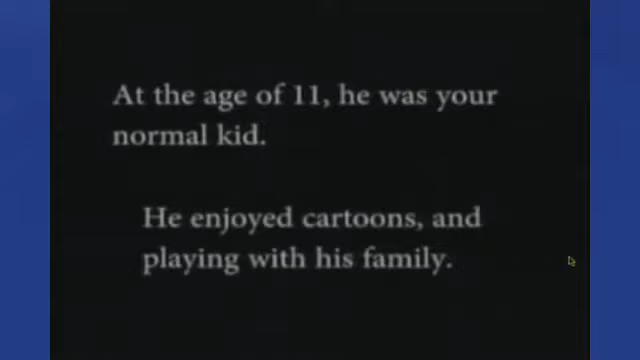 At the age of 11, he was your
normal kid.
He enjoyed cartoons, and
playing with his family.